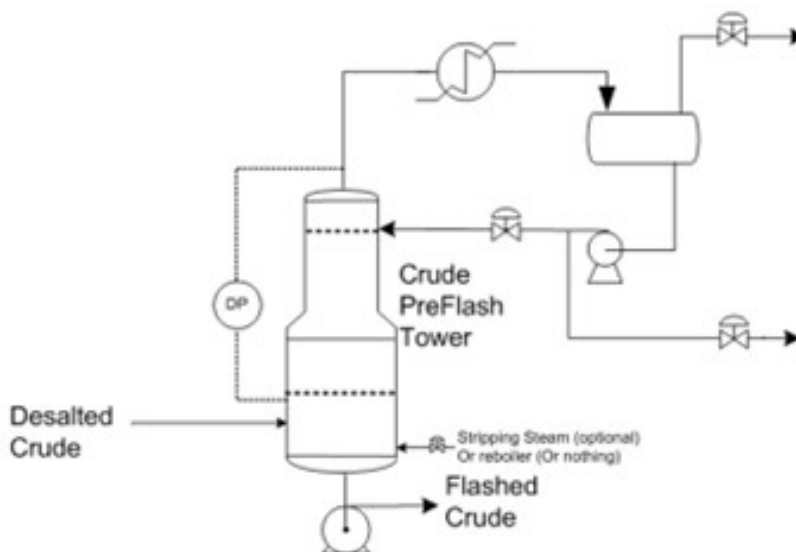 DP
Crude
PreFlash
Tower
Desalted
Crude
Stripping Steam (optional)
Or reboiler (Or nothing)
Flashed
Crude